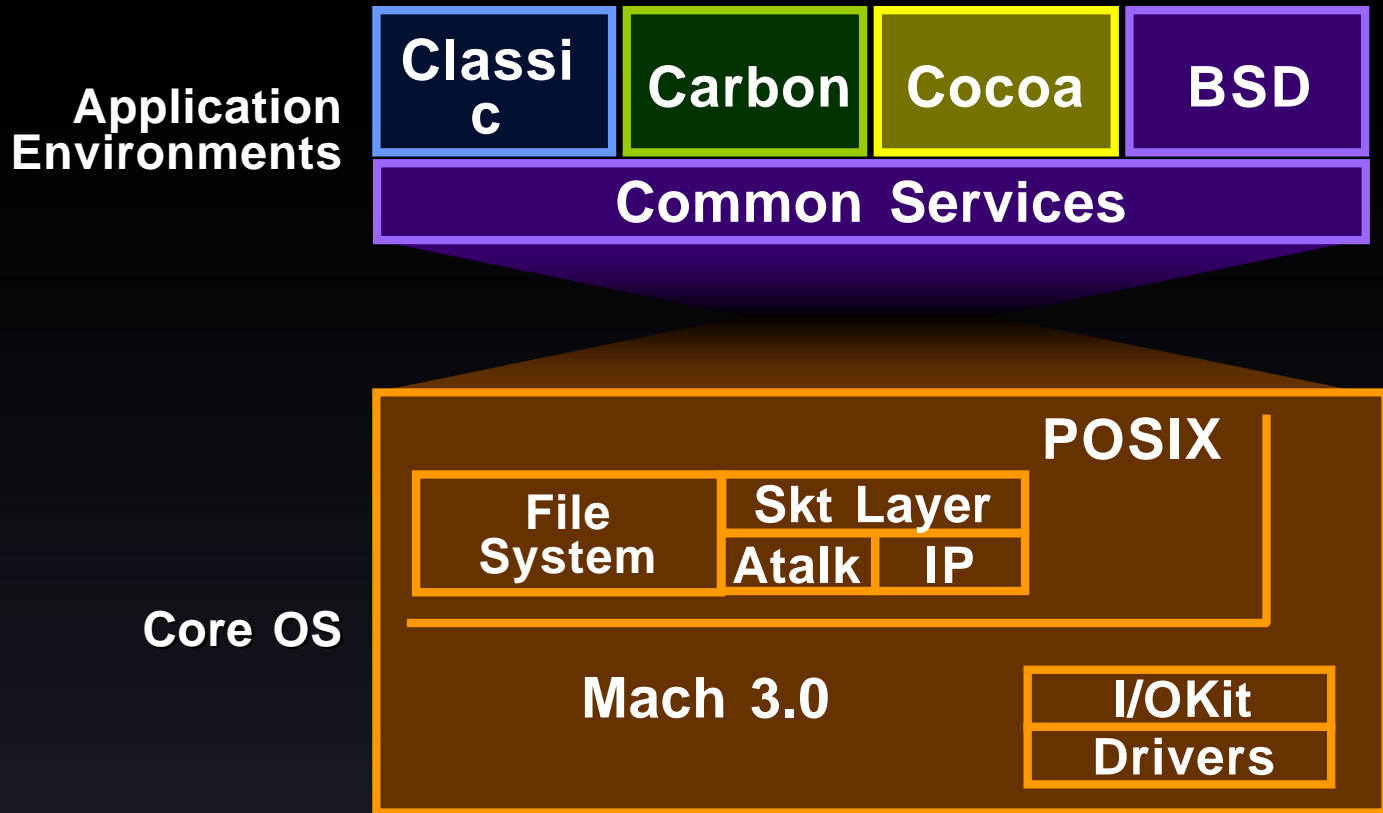 Application
Environments
Classi
c
Carbon
Cocoa
BSD
Common Services
POSIX
File
System
Skt Layer
Atalk
IP
Core OS
Mach 3.0
I/OKit
Drivers